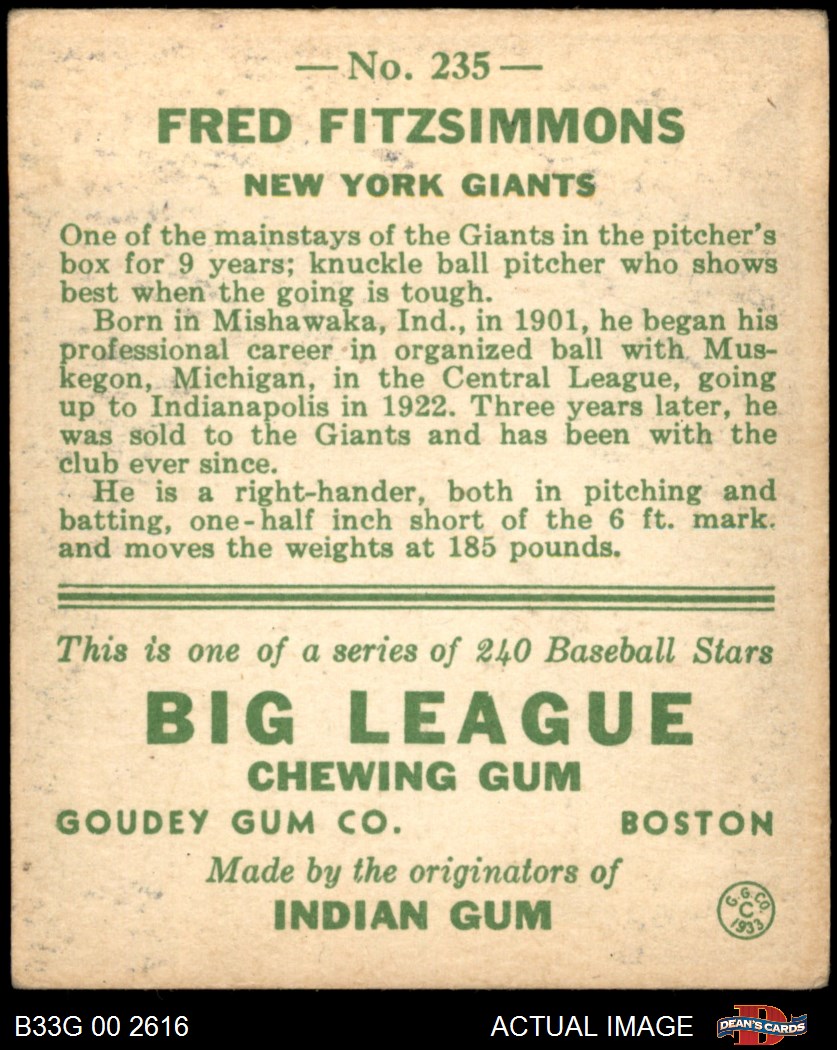 — No. 235 —
FRED FITZSIMMONS
NEW YORK GIANTS
One of the mainstays of the Giants in the pitcher's
box for 9 years; knuckle ball pitcher who shows
best when the going is tough.
Born in Mishawaka, Ind., in 1901, he began his
professional career in organized ball with Mus-
kegon, Michigan, in the Central League, going
up to Indianapolis in 1922. Three years later, he
was sold to the Giants and has been with the
club ever since.
He is a right-hander, both in pitching and
batting, one-half inch short of the 6 ft. mark.
and moves the weights at 185 pounds.
This is one of a series of 240 Baseball Stars
BIG LEAGUE
CHEWING GUM
GOUDEY GUM CO. BOSTON
Made by the originators of
INDIAN GUM
G.G.CO.
C
1933
B33G 00 2616 ACTUAL IMAGE D DEAN'S CARDS